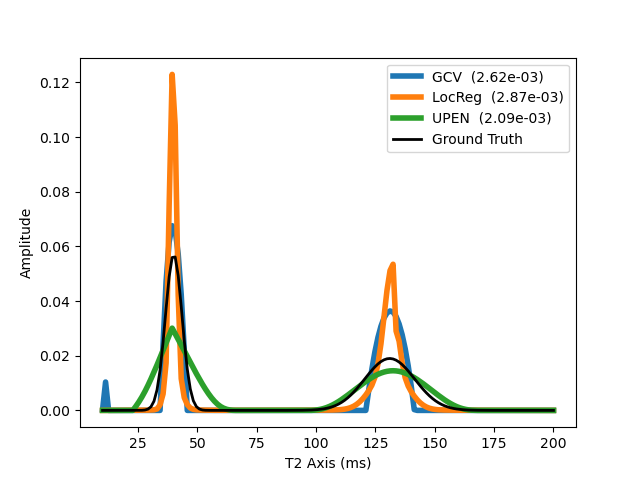 GCV (2.62e-03)
LocReg (2.87e-03)
UPEN (2.09e-03)
Ground Truth
0.12
0.10
0.08
0.06
0.04
0.02
0.00
Amplitude
25 50 75 100 125 150 175 200
T2 Axis (ms)